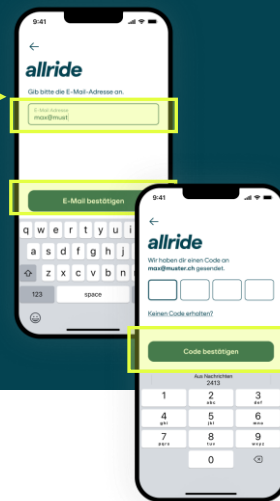 9:41
allride
Gib bitte die E-Mail-Adresse an.
E-Mail-Adresse
max@must
E-Mail bestätigen
q w e r t y u i
a s d f g h j
z x c v b n
123 space
9:41
allride
Wir haben dir einen Code an
max@muster.ch gesendet.
Keinen Code erhalten?
Code bestätigen
Aus Nachrichten
2413
1 2 3
ABC DEF
4 5 6
GHI JKL MNO
7 8 9
PQRS TUV WXYZ
0